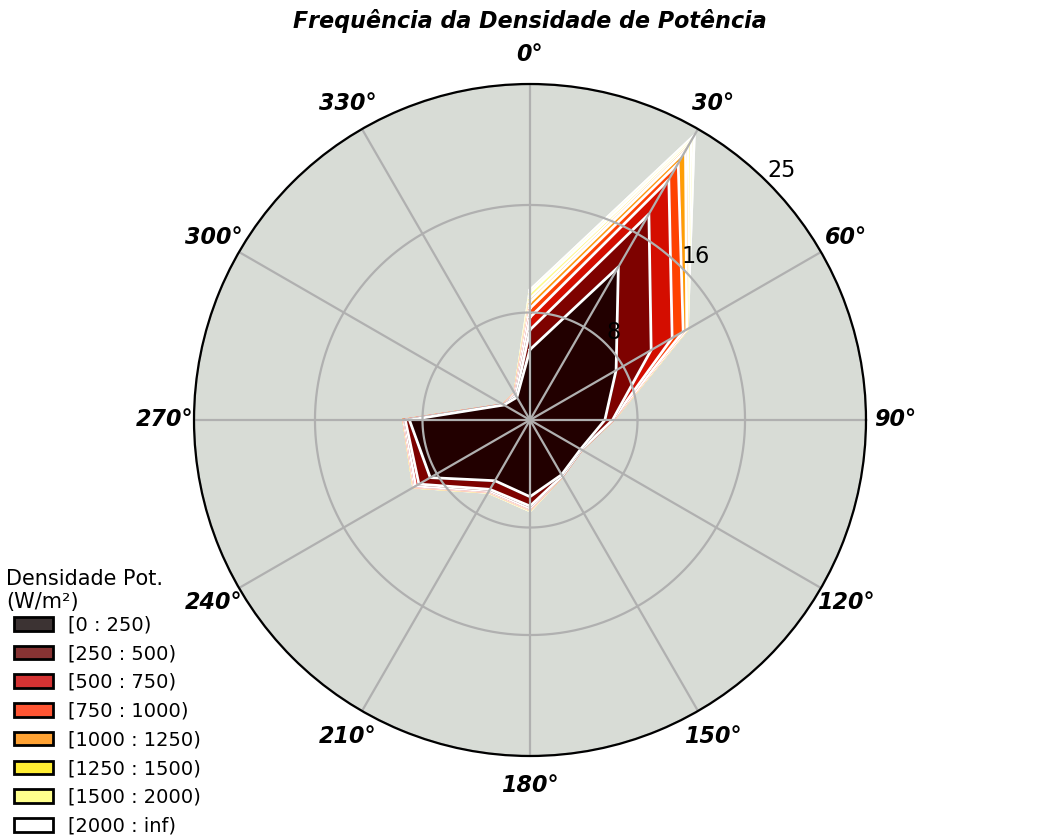 Frequência da Densidade de Potência
0°
330°
30°
25
300°
60°
16
8
270°
90°
Densidade Pot.
(W/m²)
240°
120°
[0 : 250)
[250 : 500)
[500 : 750)
[750 : 1000)
210°
150°
[1000 : 1250)
[1250 : 1500)
180°
[1500 : 2000)
[2000 : inf)